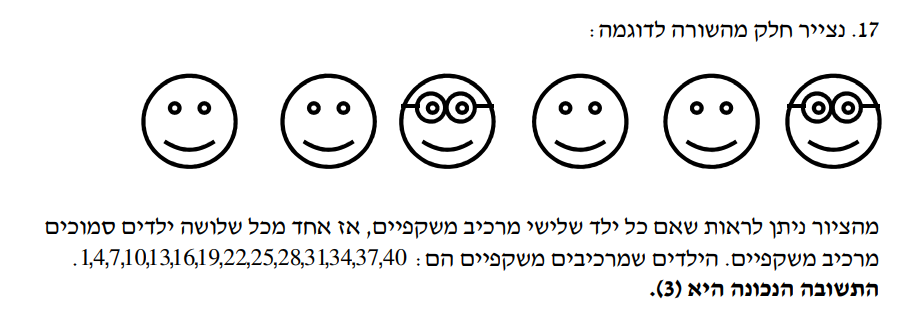 17. נצייר חלק מהשורה לדוגמה:
מהציור ניתן לראות שאם כל ילד שלישי מרכיב משקפיים, אז אחד מכל שלושה ילדים סמוכים
מרכיב משקפיים. הילדים שמרכיבים משקפיים הם: 1,4,7,10,13,16,19,22,25,28,31,34,37,40.
התשובה הנכונה היא (3).